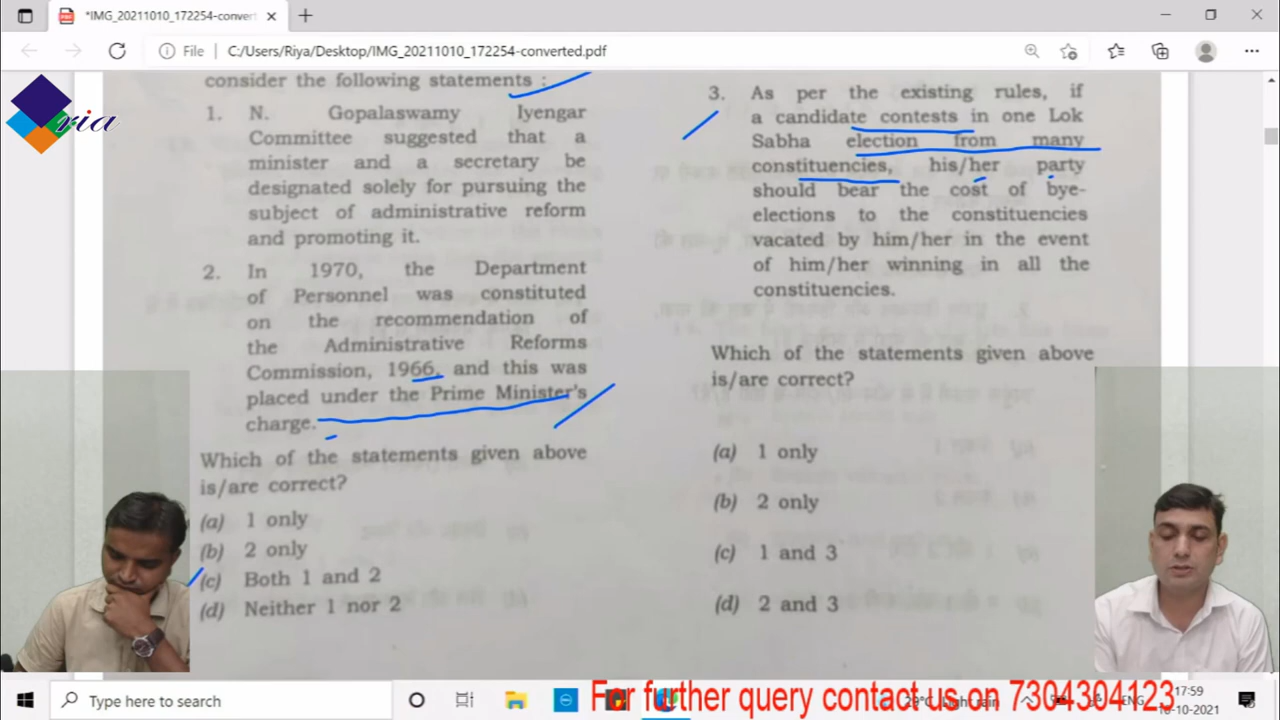 *IMG_20211010_172254-convert
File
C:/Users/Riya/Desktop/IMG_20211010_172254-converted.pdf
ria
consider the following statements :
1. N. Gopalaswamy Iyengar
Committee suggested that a
minister and a secretary be
designated solely for pursuing the
subject of administrative reform
and promoting it.
2. In 1970, the Department
of Personnel was constituted
on the recommendation of
the Administrative Reforms
Commission, 1966, and this was
placed under the Prime Minister's
charge.
Which of the statements given above
is/are correct?
(a) 1 only
(b) 2 only
(c) Both 1 and 2
(d) Neither 1 nor 2
3. As per the existing rules, if
a candidate contests in one Lok
Sabha election from many
constituencies, his/her party
should bear the cost of bye-
elections to the constituencies
vacated by him/her in the event
of him/her winning in all the
constituencies.
Which of the statements given above
is/are correct?
(a) 1 only
(b) 2 only
(c) 1 and 3
(d) 2 and 3
Type here to search
Light rain
ENG
17:59
10-2021
For further query contact us on 7304304123